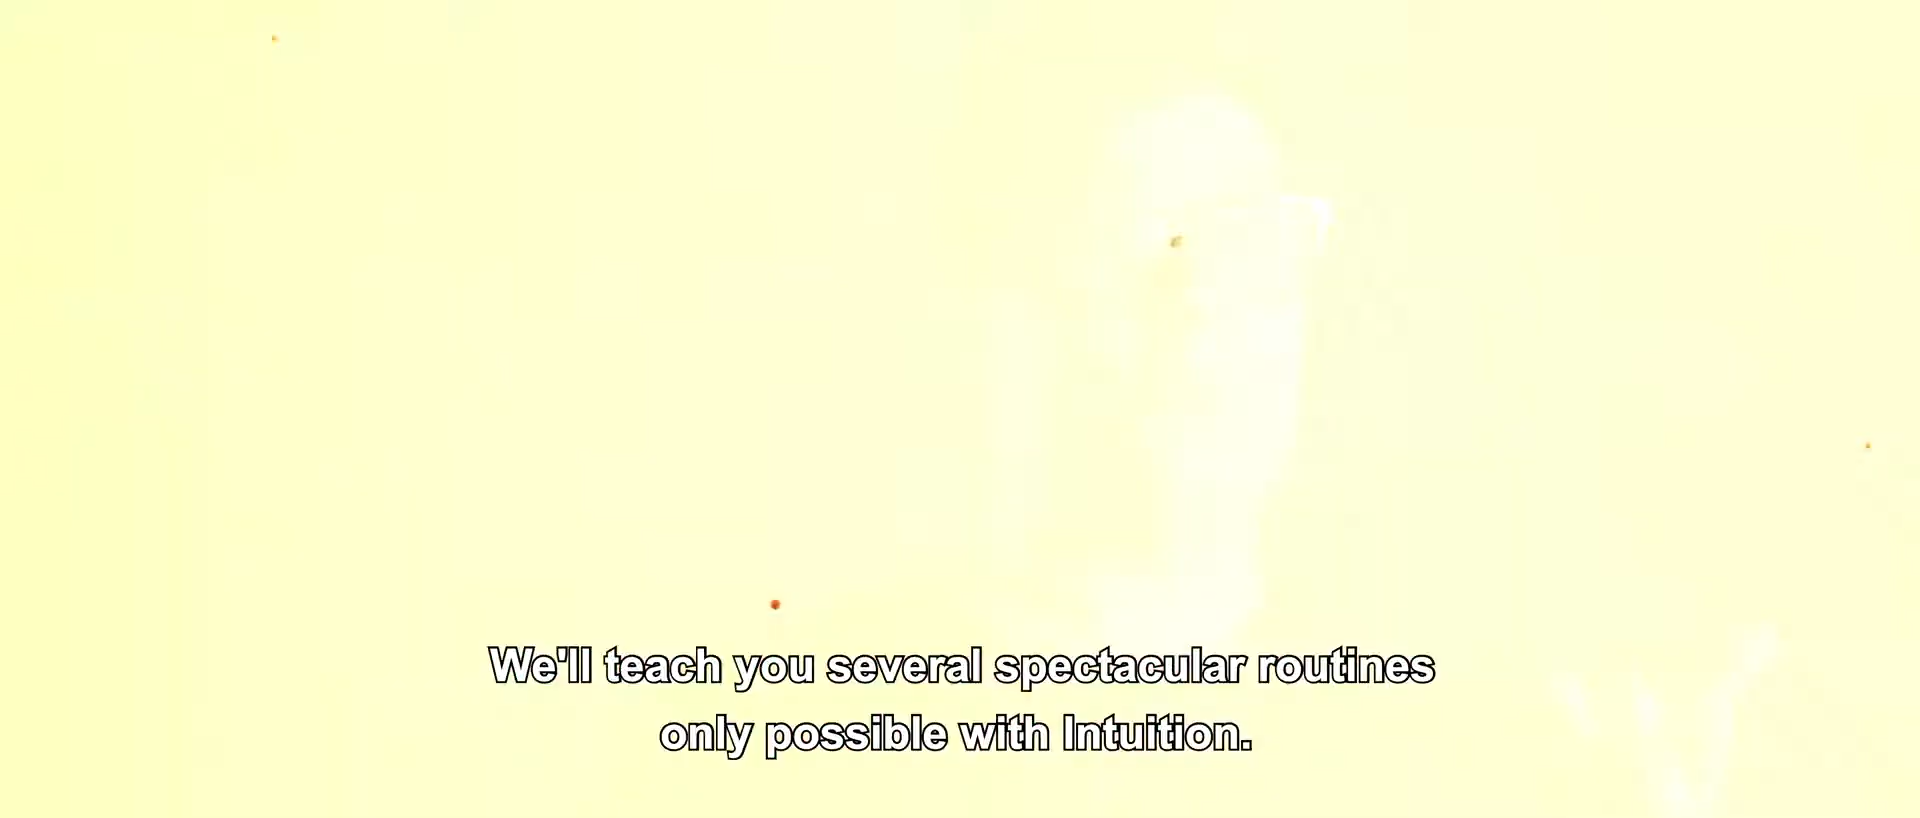 We'll teach you several spectacular routines
only possible with Intuition.